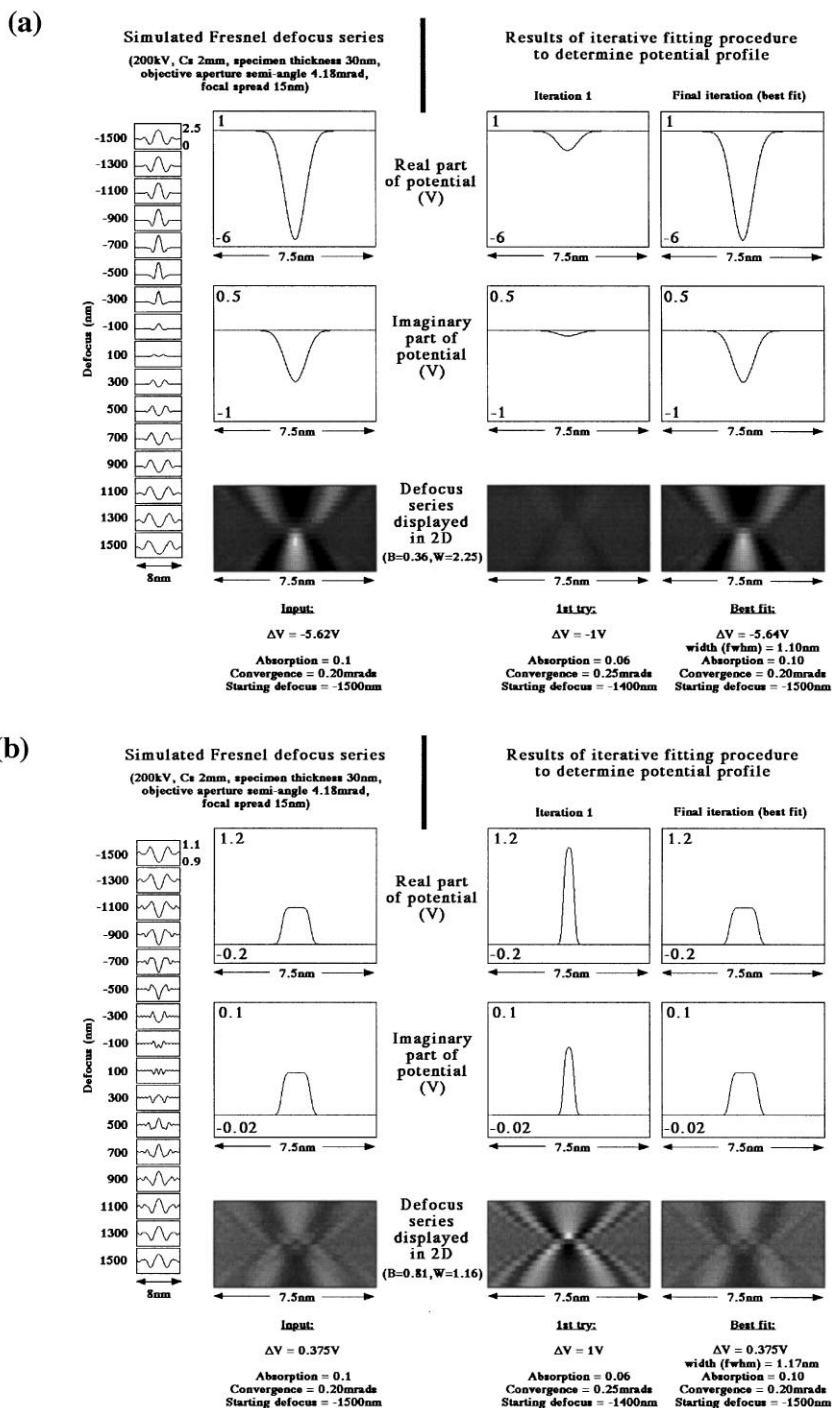 (a)
Simulated Fresnel defocus series
(200kV, Cs 2mm, specimen thickness 30nm,
objective aperture semi-angle 4.18mrad,
focal spread 15nm)
Results of iterative fitting procedure
to determine potential profile
Iteration 1
Final iteration (best fit)
Defocus (nm)
-1500
-1300
-1100
-900
-700
-500
-300
-100
100
300
500
700
900
1100
1300
1500
2.5
0
8nm
1
-6
7.5nm
Real part
of potential
(V)
1
-6
7.5nm
1
-6
7.5nm
0.5
-1
7.5nm
Imaginary
part of
potential
(V)
0.5
-1
7.5nm
0.5
-1
7.5nm
7.5nm
Defocus
series
displayed
in 2D
(B=0.36,W=2.25)
7.5nm
7.5nm
Input:
ΔV = -5.62V
Absorption = 0.1
Convergence = 0.20mrads
Starting defocus = -1500nm
1st try:
ΔV = -1V
Absorption = 0.06
Convergence = 0.25mrads
Starting defocus = -1400nm
Best fit:
ΔV = -5.64V
width (fwhm) = 1.10nm
Absorption = 0.10
Convergence = 0.20mrads
Starting defocus = -1500nm
(b)
Simulated Fresnel defocus series
(200kV, Cs 2mm, specimen thickness 30nm,
objective aperture semi-angle 4.18mrad,
focal spread 15nm)
Results of iterative fitting procedure
to determine potential profile
Iteration 1
Final iteration (best fit)
Defocus (nm)
-1500
-1300
-1100
-900
-700
-500
-300
-100
100
300
500
700
900
1100
1300
1500
1.1
0.9
8nm
1.2
-0.2
7.5nm
Real part
of potential
(V)
1.2
-0.2
7.5nm
1.2
-0.2
7.5nm
0.1
-0.02
7.5nm
Imaginary
part of
potential
(V)
0.1
-0.02
7.5nm
0.1
-0.02
7.5nm
7.5nm
Defocus
series
displayed
in 2D
(B=0.81,W=1.16)
7.5nm
7.5nm
Input:
ΔV = 0.375V
Absorption = 0.1
Convergence = 0.20mrads
Starting defocus = -1500nm
1st try:
ΔV = 1V
Absorption = 0.06
Convergence = 0.25mrads
Starting defocus = -1400nm
Best fit:
ΔV = 0.375V
width (fwhm) = 1.17nm
Absorption = 0.10
Convergence = 0.20mrads
Starting defocus = -1500nm